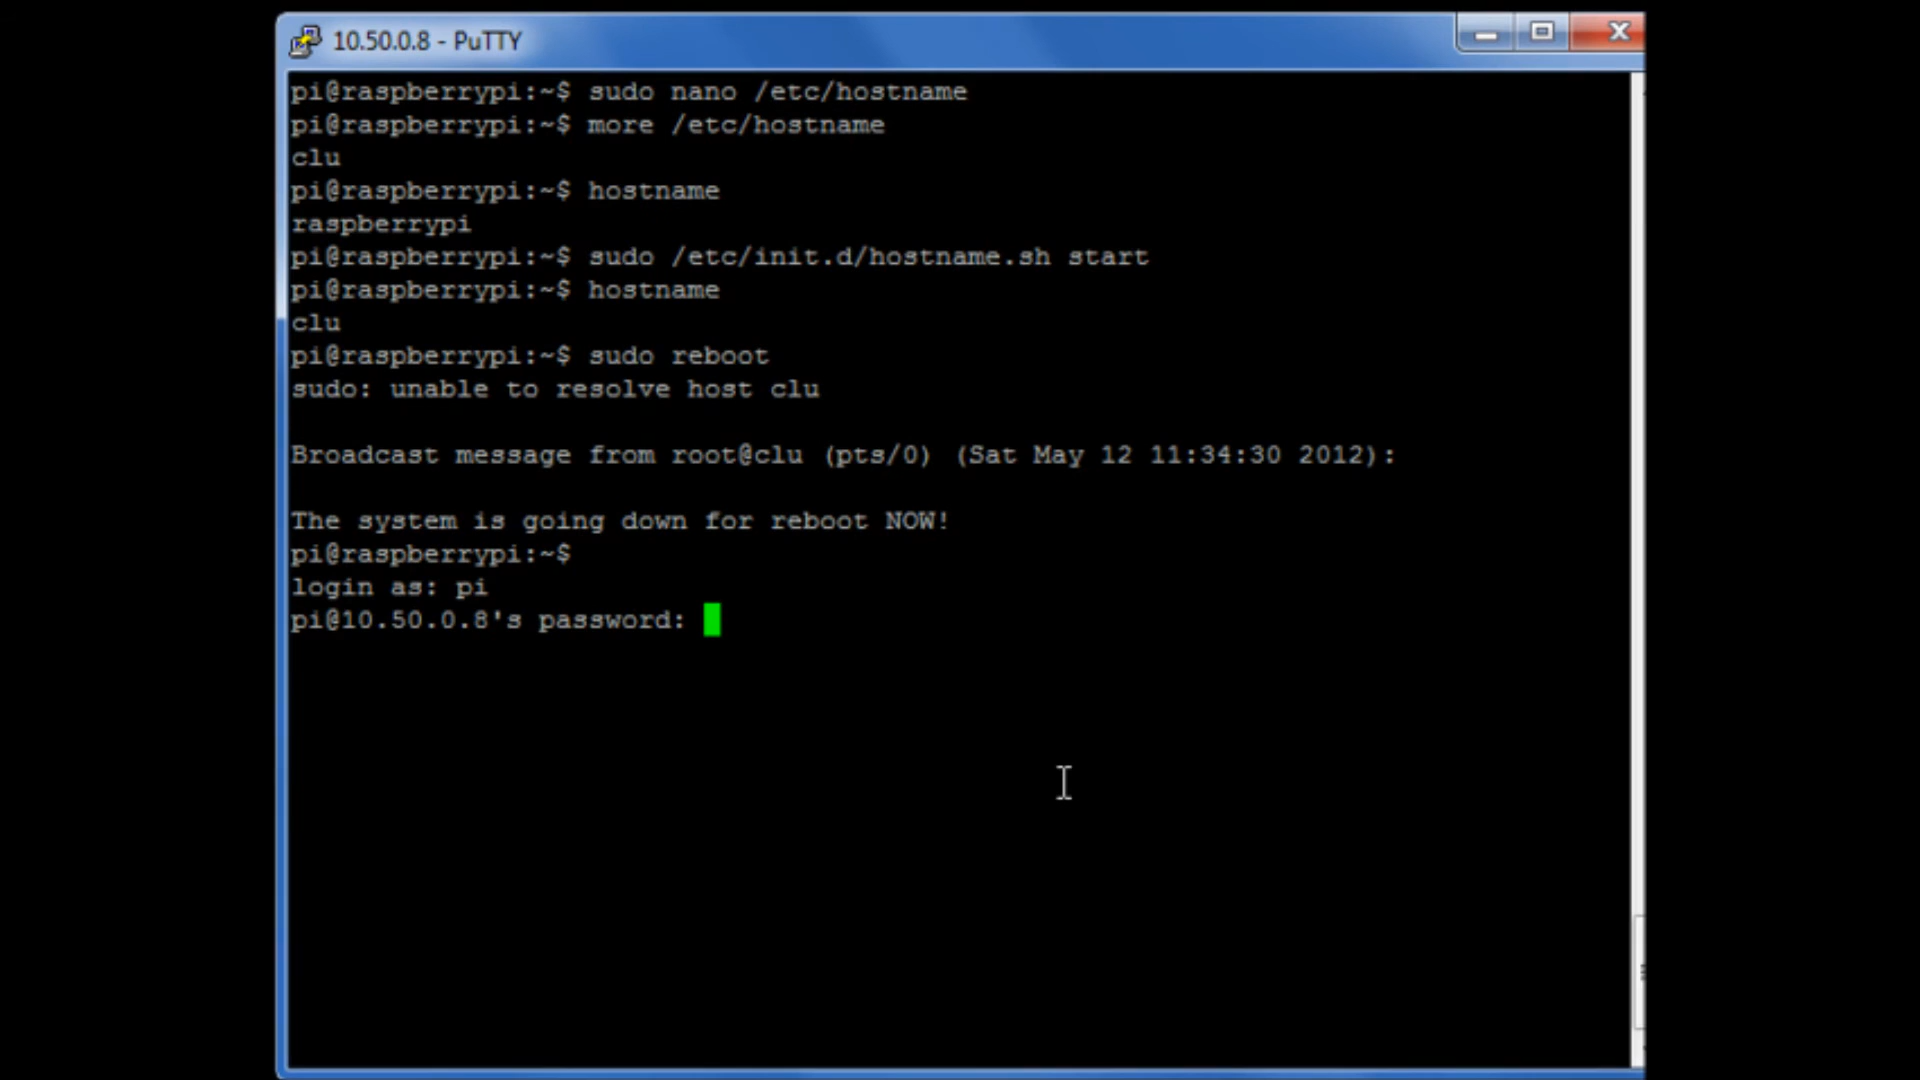 10.50.0.8 - PuTTY
pi@raspberrypi:~$ sudo nano /etc/hostname
pi@raspberrypi:~$ more /etc/hostname
clu
pi@raspberrypi:~$ hostname
raspberrypi
pi@raspberrypi:~$ sudo /etc/init.d/hostname.sh start
pi@raspberrypi:~$ hostname
clu
pi@raspberrypi:~$ sudo reboot
sudo: unable to resolve host clu
Broadcast message from root@clu (pts/0) (Sat May 12 11:34:30 2012):
The system is going down for reboot NOW!
pi@raspberrypi:~$
login as: pi
pi@10.50.0.8's password: